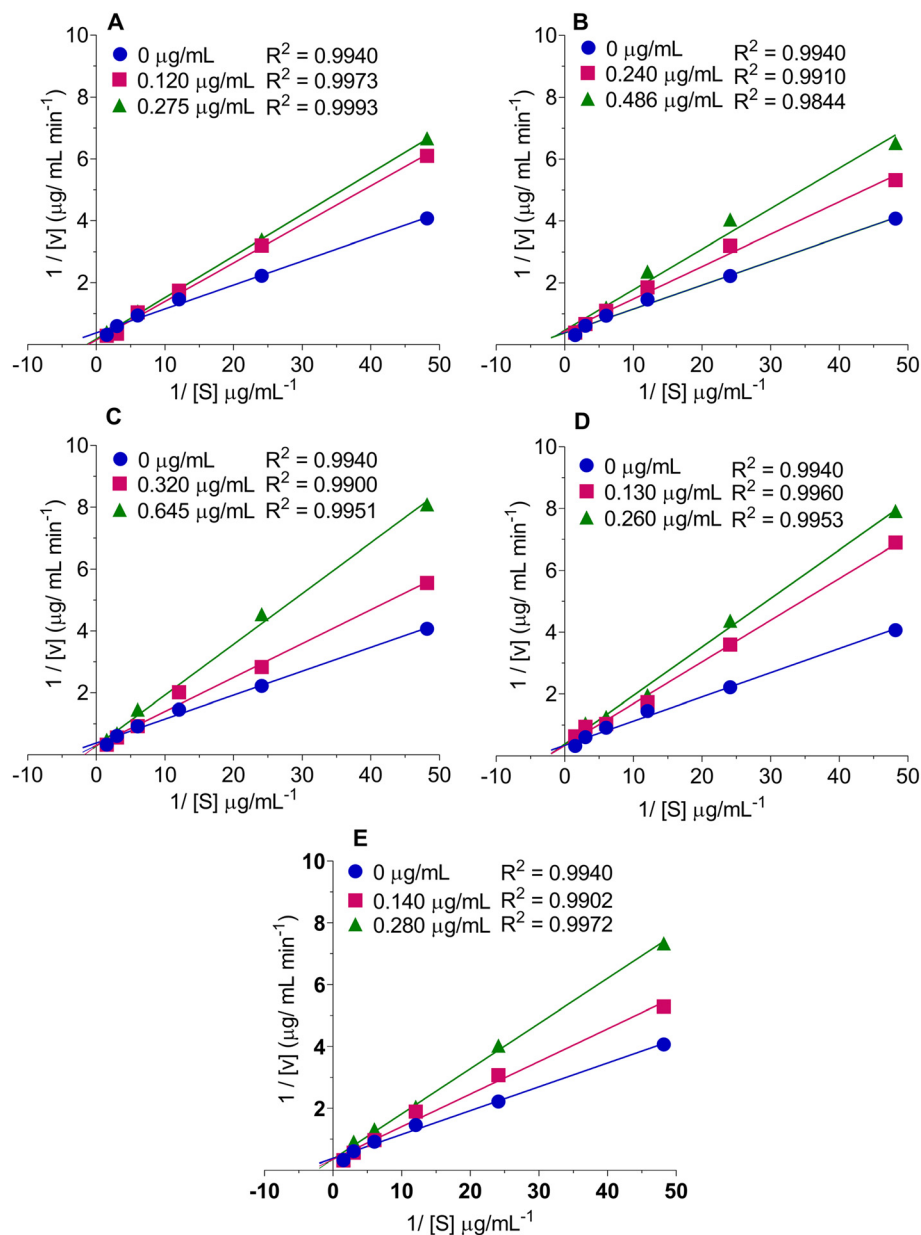 A
0 µg/mL R² = 0.9940
0.120 µg/mL R² = 0.9973
0.275 µg/mL R² = 0.9993
10
8
6
4
2
-10 0 10 20 30 40 50
1 / [v] (µg/ mL min⁻¹)
1/ [S] µg/mL⁻¹
B
0 µg/mL R² = 0.9940
0.240 µg/mL R² = 0.9910
0.486 µg/mL R² = 0.9844
10
8
6
4
2
-10 0 10 20 30 40 50
1 / [v] (µg/ mL min⁻¹)
1/ [S] µg/mL⁻¹
C
0 µg/mL R² = 0.9940
0.320 µg/mL R² = 0.9900
0.645 µg/mL R² = 0.9951
10
8
6
4
2
-10 0 10 20 30 40 50
1 / [v] (µg/ mL min⁻¹)
1/ [S] µg/mL⁻¹
D
0 µg/mL R² = 0.9940
0.130 µg/mL R² = 0.9960
0.260 µg/mL R² = 0.9953
10
8
6
4
2
-10 0 10 20 30 40 50
1 / [v] (µg/ mL min⁻¹)
1/ [S] µg/mL⁻¹
E
0 µg/mL R² = 0.9940
0.140 µg/mL R² = 0.9902
0.280 µg/mL R² = 0.9972
10
8
6
4
2
-10 0 10 20 30 40 50
1 / [v] (µg/ mL min⁻¹)
1/ [S] µg/mL⁻¹